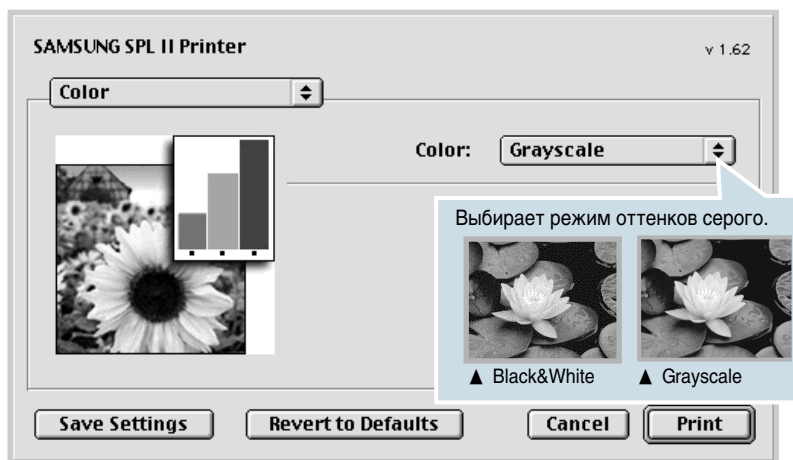 SAMSUNG SPL II Printer
v 1.62
Color
Color: Grayscale
Выбирает режим оттенков серого.
▲ Black&White ▲ Grayscale
Save Settings Revert to Defaults Cancel Print